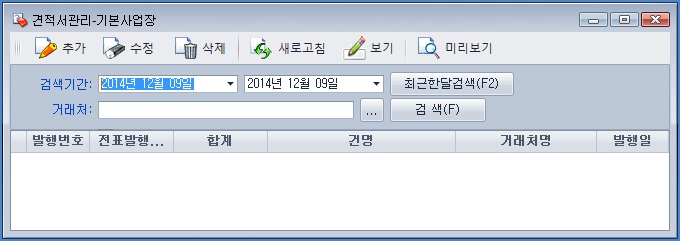 견적서관리-기본사업장
추가 수정 삭제 새로고침 보기 미리보기
검색기간: 2014년 12월 09일 2014년 12월 09일 최근한달검색(F2)
거래처: ...검 색(F)
발행번호 전표발행... 합계 건명 거래처명 발행일